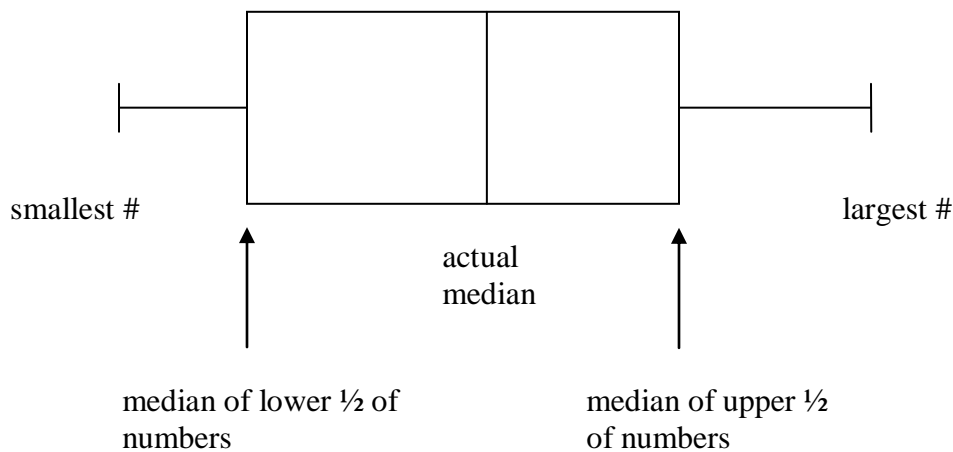 smallest #
largest #
actual
median
median of lower ½ of
numbers
median of upper ½
of numbers